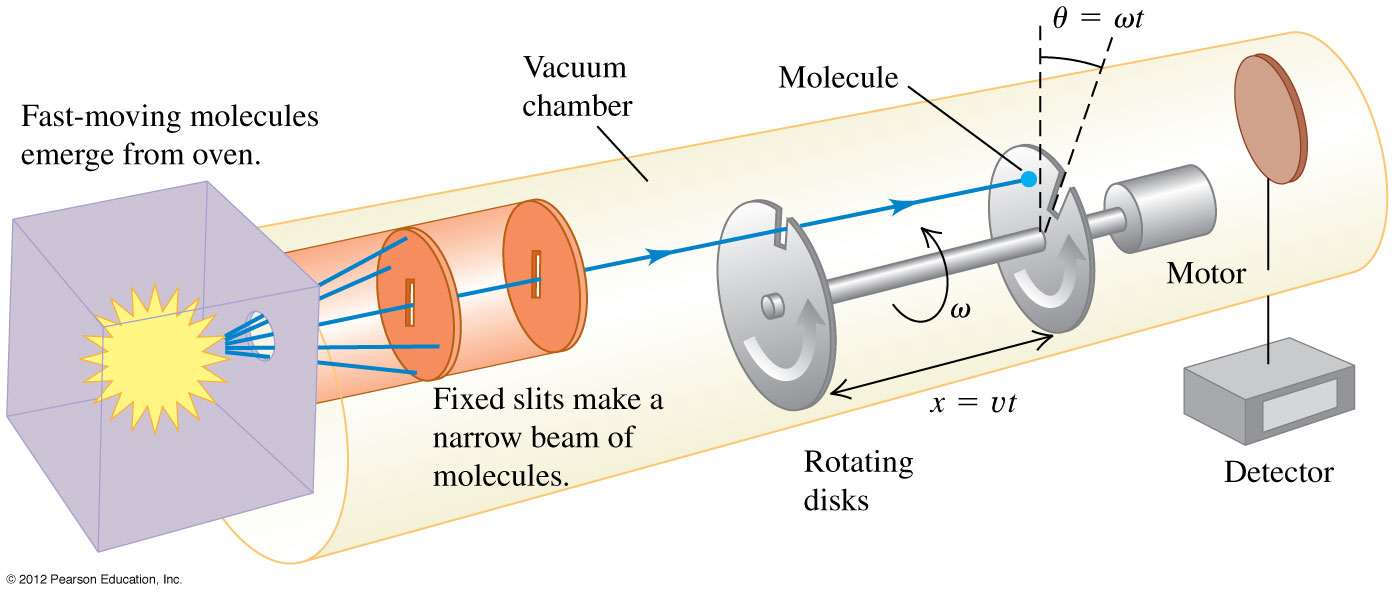 θ = ωt
Vacuum
chamber
Molecule
Fast-moving molecules
emerge from oven.
Motor
ω
Fixed slits make a
narrow beam of
molecules.
x = vt
Rotating
disks
Detector
© 2012 Pearson Education, Inc.